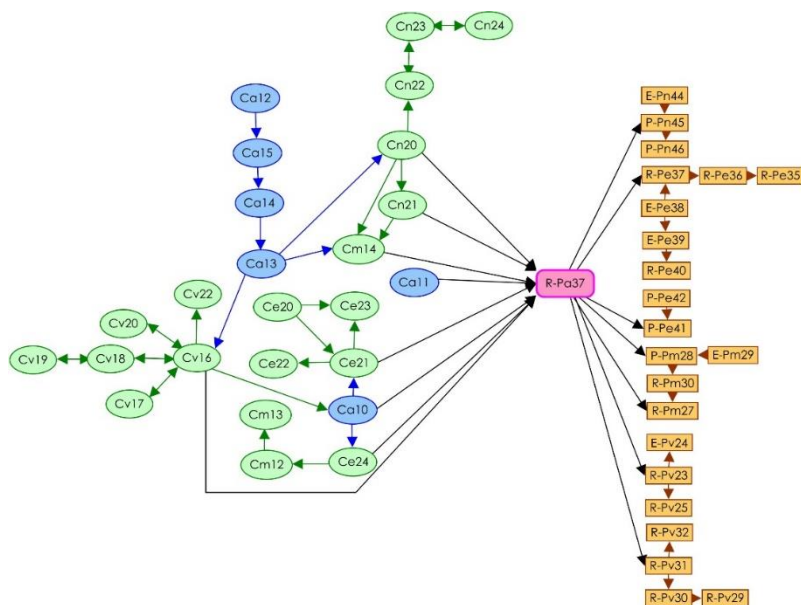 Cn23
Cn24
Cn22
Ca12
E-Pn44
P-Pn45
Cn20
Ca15
P-Pn46
R-Pe37
R-Pe36
R-Pe35
Ca14
Cn21
E-Pe38
Cm14
E-Pe39
Ca13
R-Pe40
Ca11
R-Pa37
Cv22
P-Pe42
Ce20
Ce23
Cv20
P-Pe41
Cv19
Cv18
Cv16
Ce22
Ce21
P-Pm28
E-Pm29
R-Pm30
Cv17
Cm13
Ca10
R-Pm27
E-Pv24
Cm12
Ce24
R-Pv23
R-Pv25
R-Pv32
R-Pv31
R-Pv30
R-Pv29